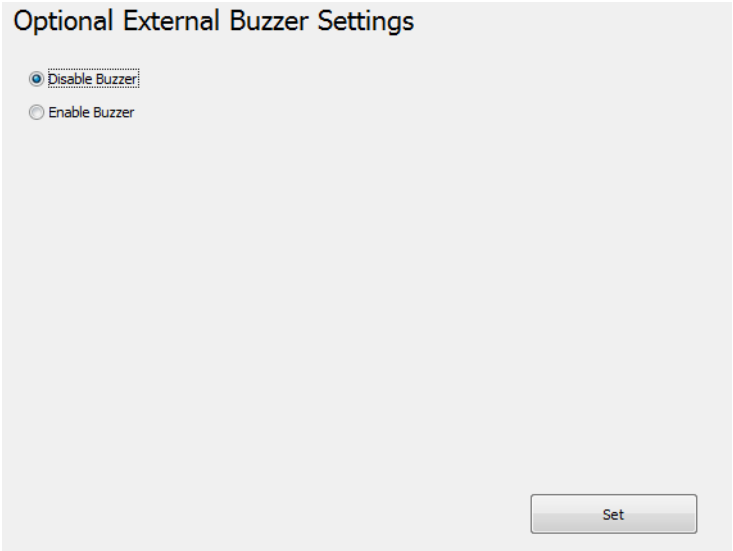 Optional External Buzzer Settings
Disable Buzzer
Enable Buzzer
Set